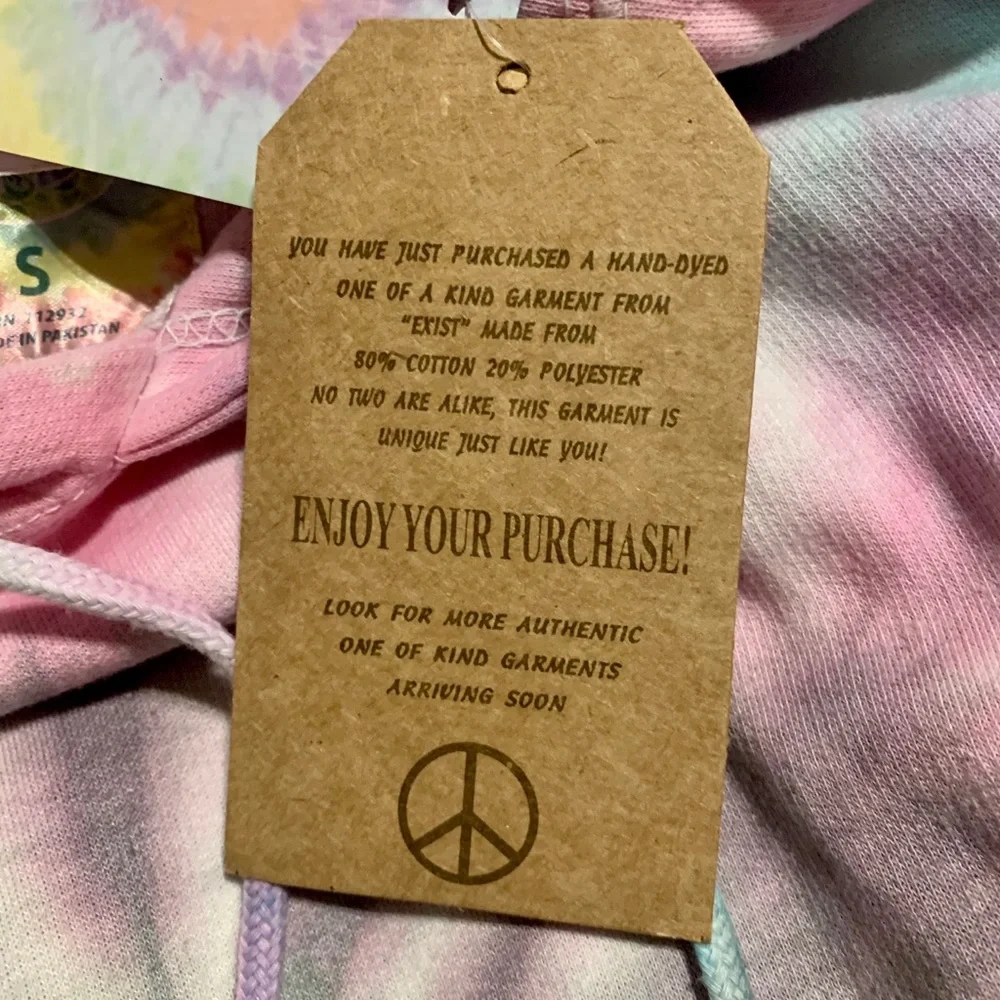 YOU HAVE JUST PURCHASED A HAND-DYED
ONE OF A KIND GARMENT FROM
"EXIST" MADE FROM
80% COTTON 20% POLYESTER
NO TWO ARE ALIKE, THIS GARMENT IS
UNIQUE JUST LIKE YOU!
ENJOY YOUR PURCHASE!
LOOK FOR MORE AUTHENTIC
ONE OF KIND GARMENTS
ARRIVING SOON
S
112932
IN PAKISTAN